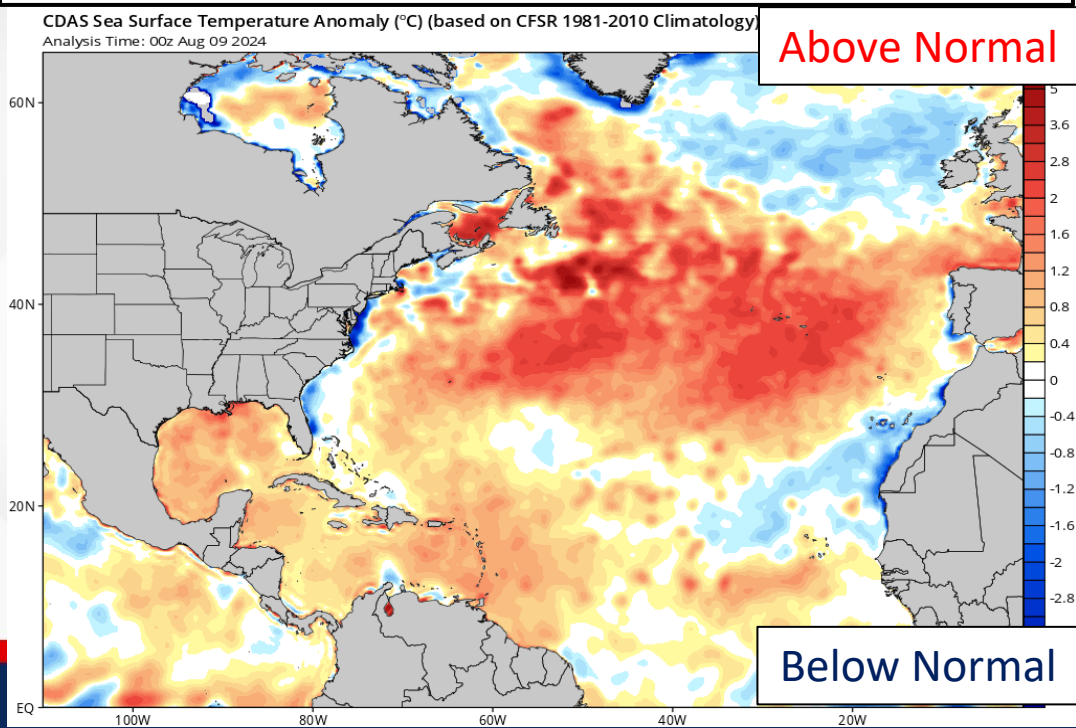 CDAS Sea Surface Temperature Anomaly (°C) (based on CFSR 1981-2010 Climatology)
Analysis Time: 00z Aug 09 2024
Above Normal
60N
40N
20N
EQ
100W
80W
60W
40W
20W
5
3.6
2.8
2
1.6
1.2
0.8
0.4
0
-0.4
-0.8
-1.2
-1.6
-2
-2.8
Below Normal